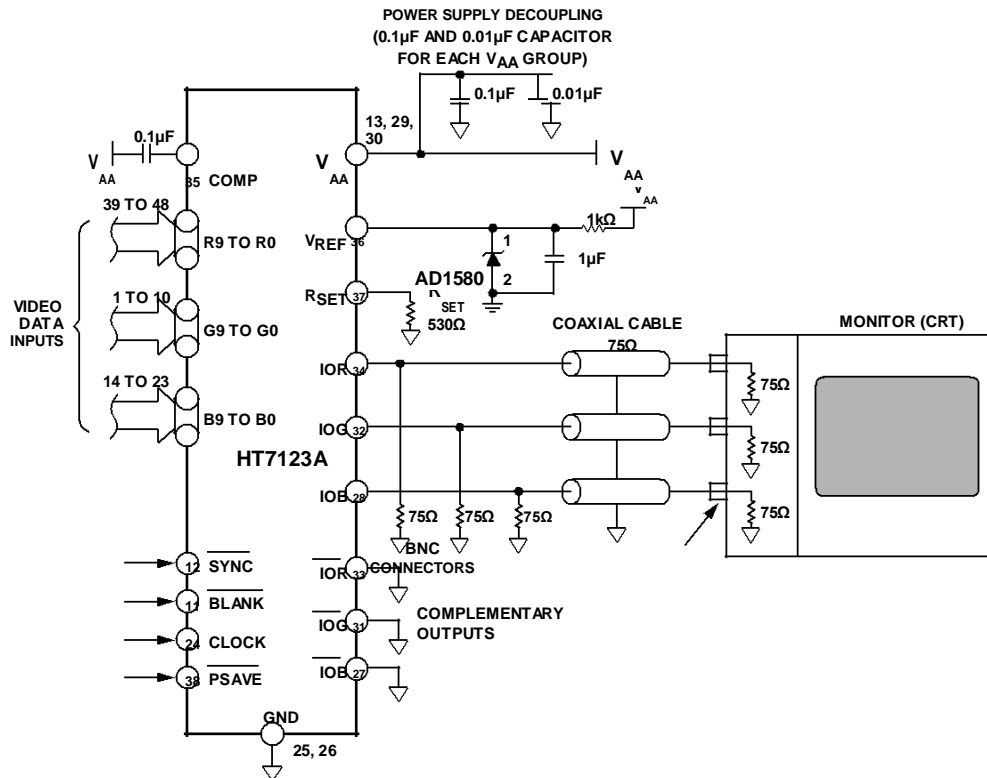 POWER SUPPLY DECOUPLING
(0.1µF AND 0.01µF CAPACITOR
FOR EACH VAA GROUP)
0.1µF
0.01µF
13, 29,
30
0.1µF
VAA
35 COMP
VAA
VAA
VAA
39 TO 48
R9 TO R0
VREF 36
1kΩ
1
2
1µF
AD1580
RSET 37
RSET
530Ω
VIDEO
DATA
INPUTS
1 TO 10
G9 TO G0
COAXIAL CABLE
75Ω
MONITOR (CRT)
IOR 34
75Ω
14 TO 23
B9 TO B0
IOG 32
75Ω
HT7123A
IOB 28
75Ω
75Ω
75Ω
75Ω
BNC
CONNECTORS
12 SYNC
IOR 33
11 BLANK
IOG 31
COMPLEMENTARY
OUTPUTS
24 CLOCK
38 PSAVE
IOB 27
GND
25, 26